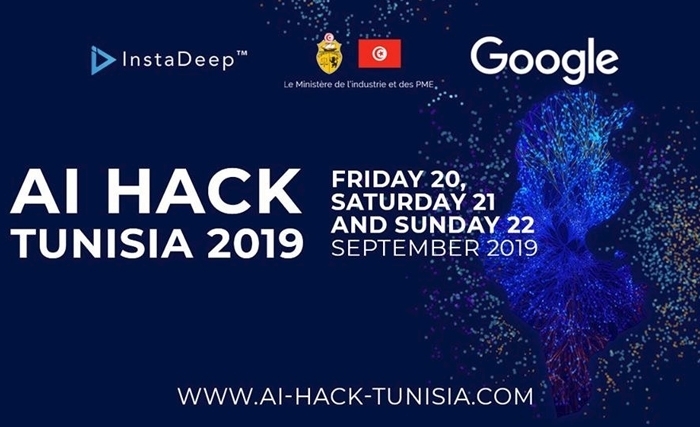 InstaDeep™
Le Ministère de l'industrie et des PME
Google
AI HACK
TUNISIA 2019
FRIDAY 20,
SATURDAY 21
AND SUNDAY 22
SEPTEMBER 2019
WWW.AI-HACK-TUNISIA.COM